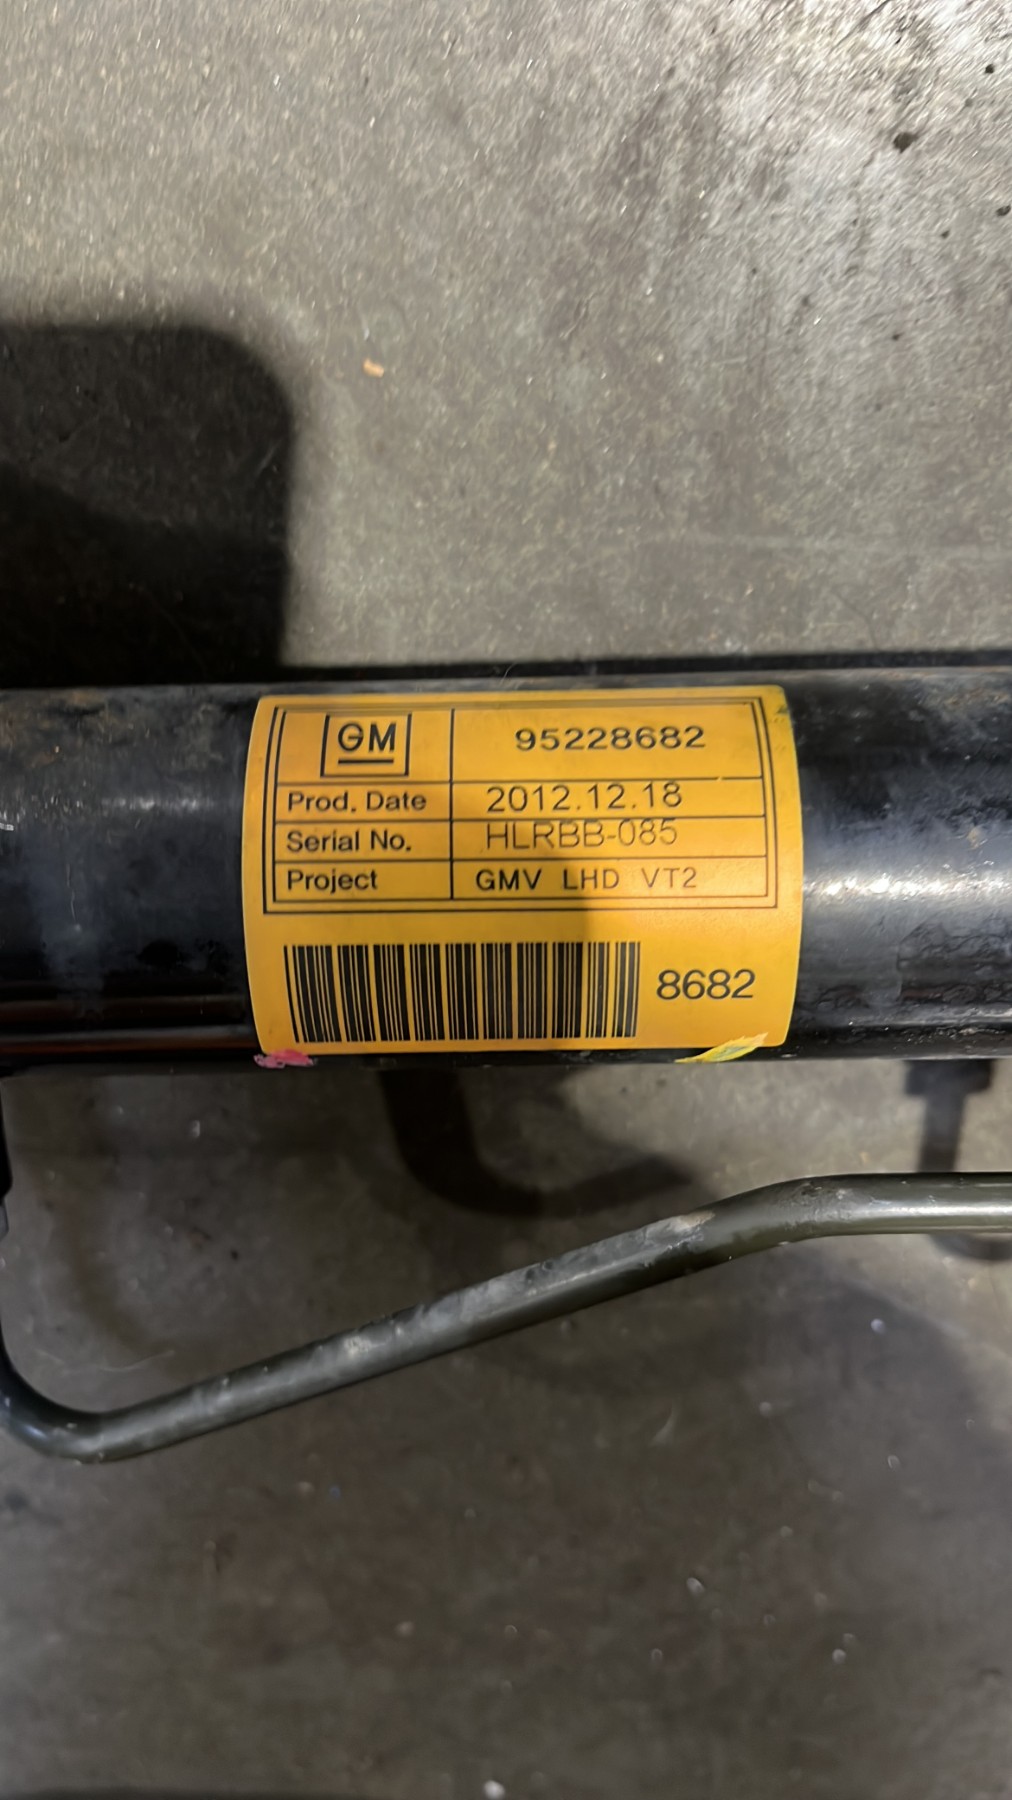 GM 95228682
Prod. Date 2012.12.18
Serial No. HLRBB-085
Project GMV LHD VT2
8682